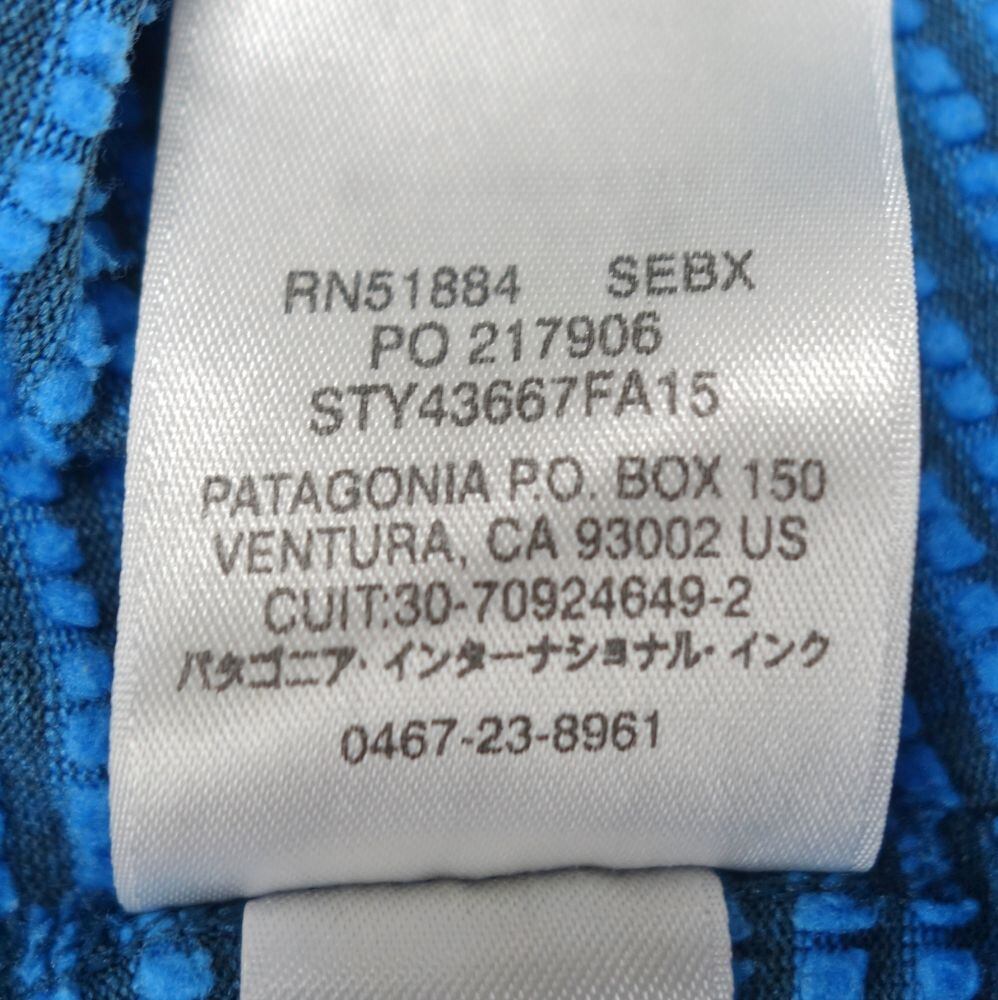 RN51884 SEBX
PO 217906
STY43667FA15
PATAGONIA P.O. BOX 150
VENTURA, CA 93002 US
CUIT:30-70924649-2
パタゴニア・インターナショナル・インク
0467-23-8961